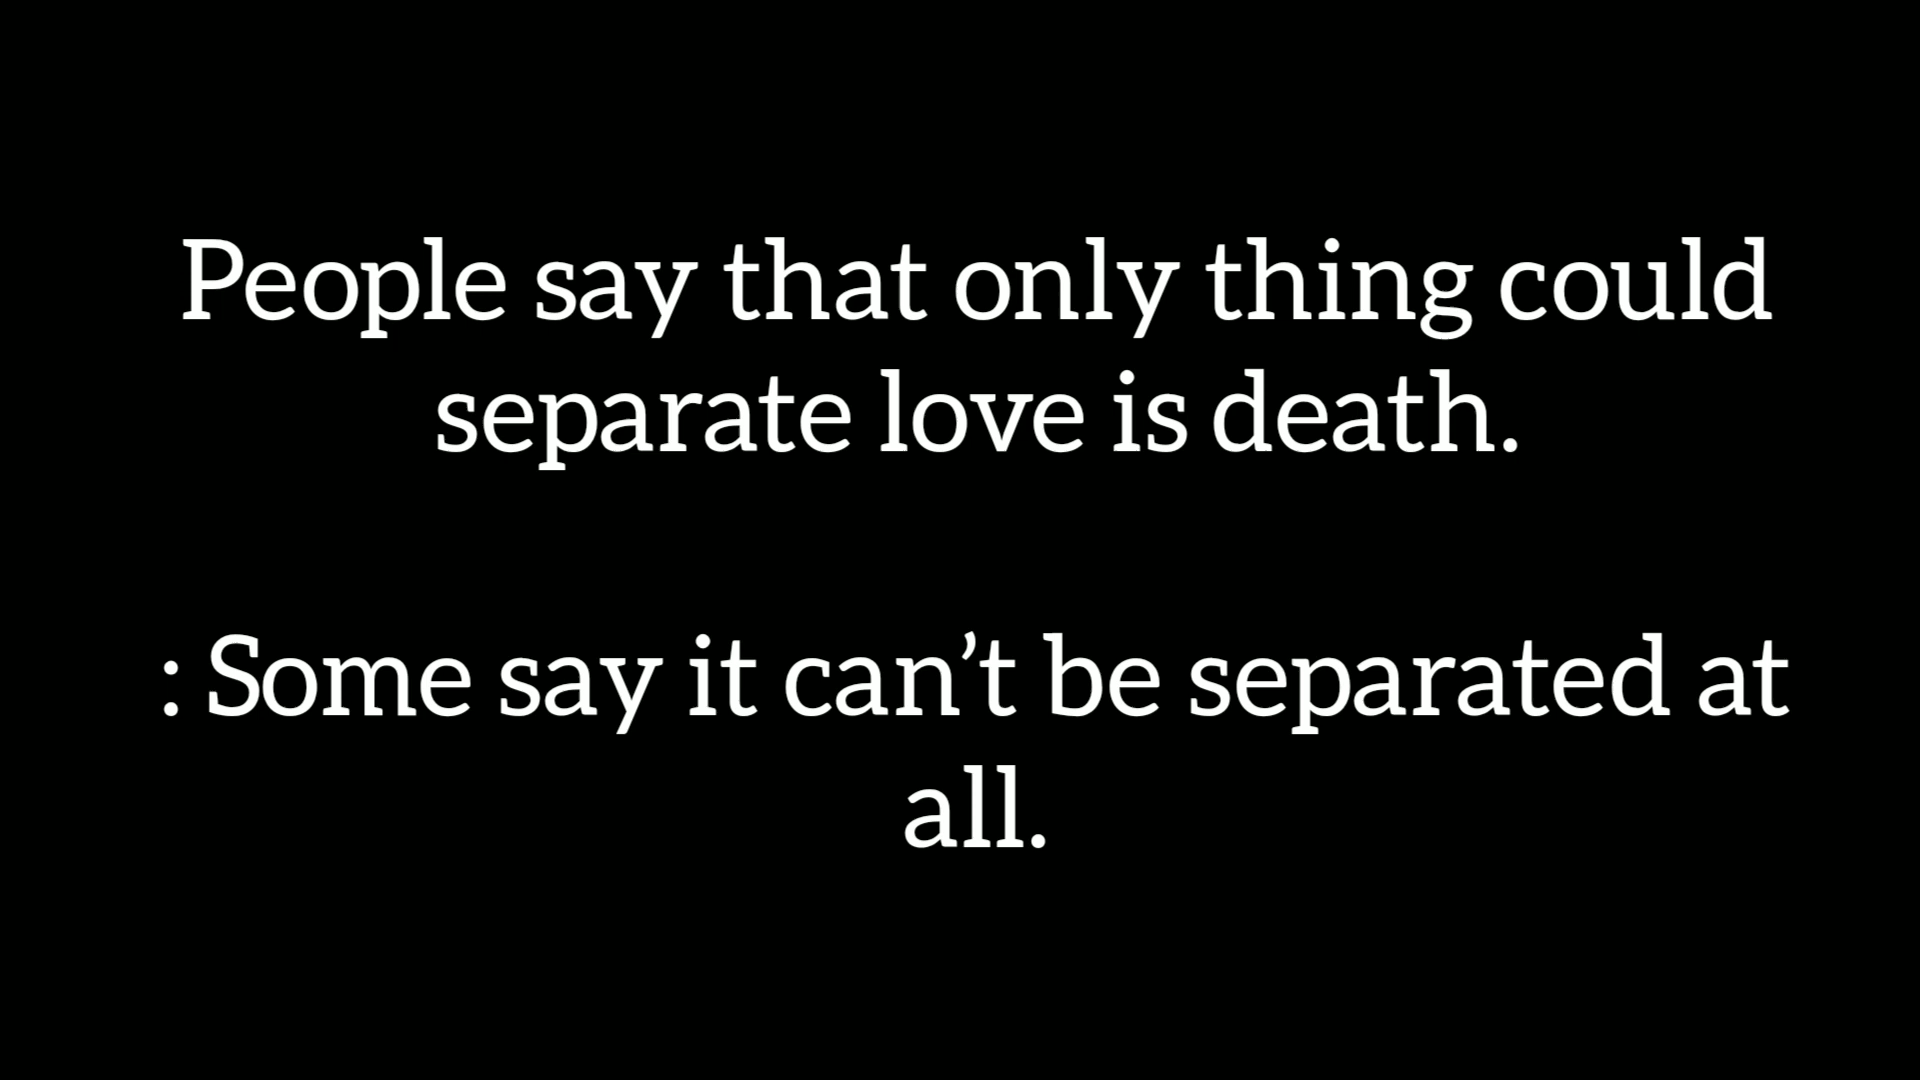 People say that only thing could
separate love is death.
: Some say it can’t be separated at
all.